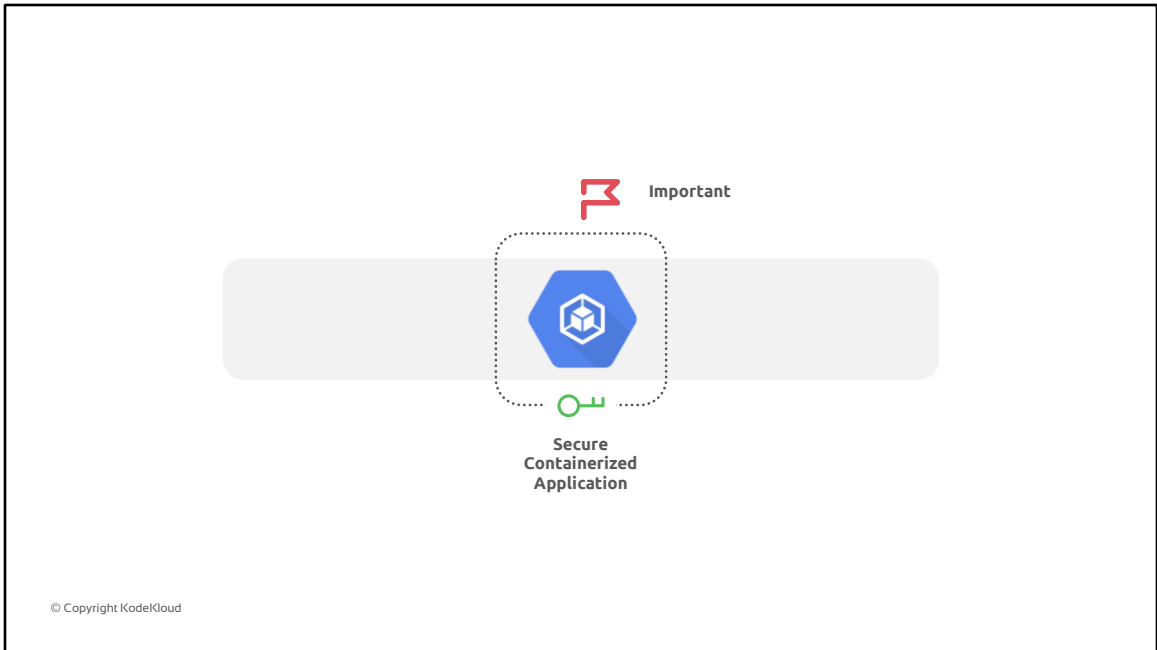 Important
Secure
Containerized
Application
© Copyright KodeKloud